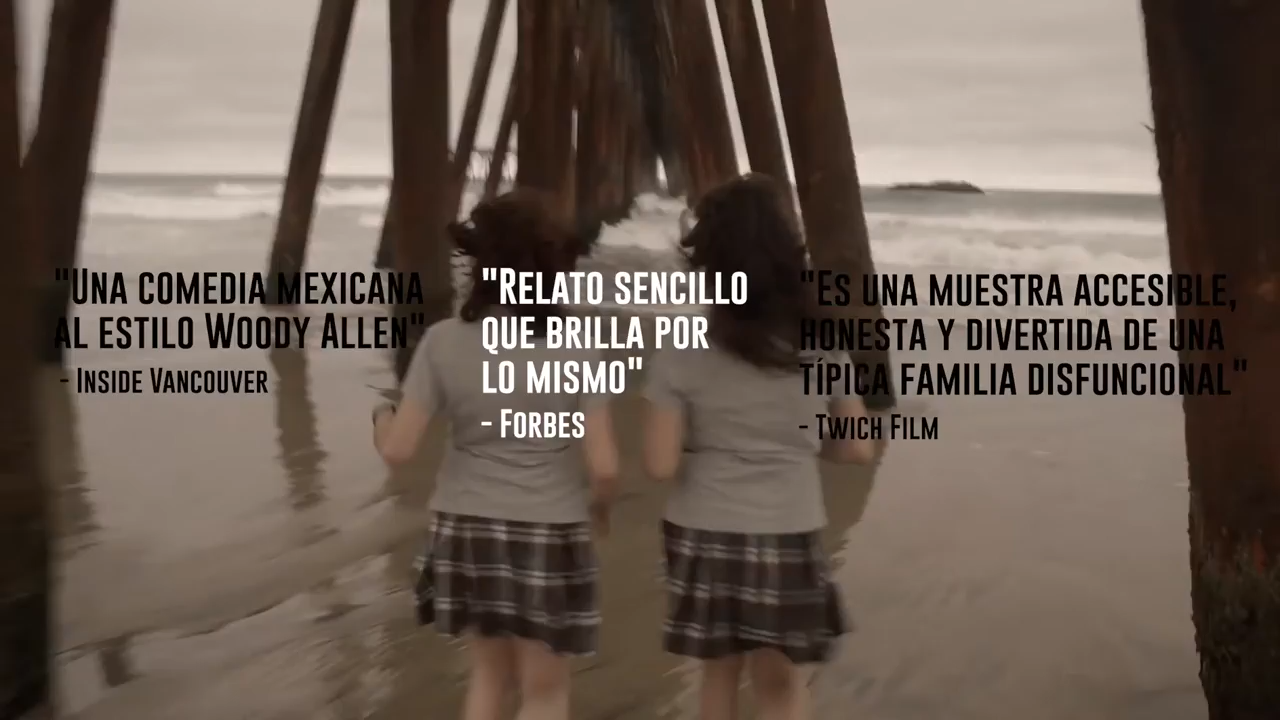 "Una comedia mexicana
al estilo Woody Allen"
- Inside Vancouver
"Relato sencillo
que brilla por
lo mismo"
- Forbes
"Es una muestra accesible,
honesta y divertida de una
típica familia disfuncional"
- Twich Film